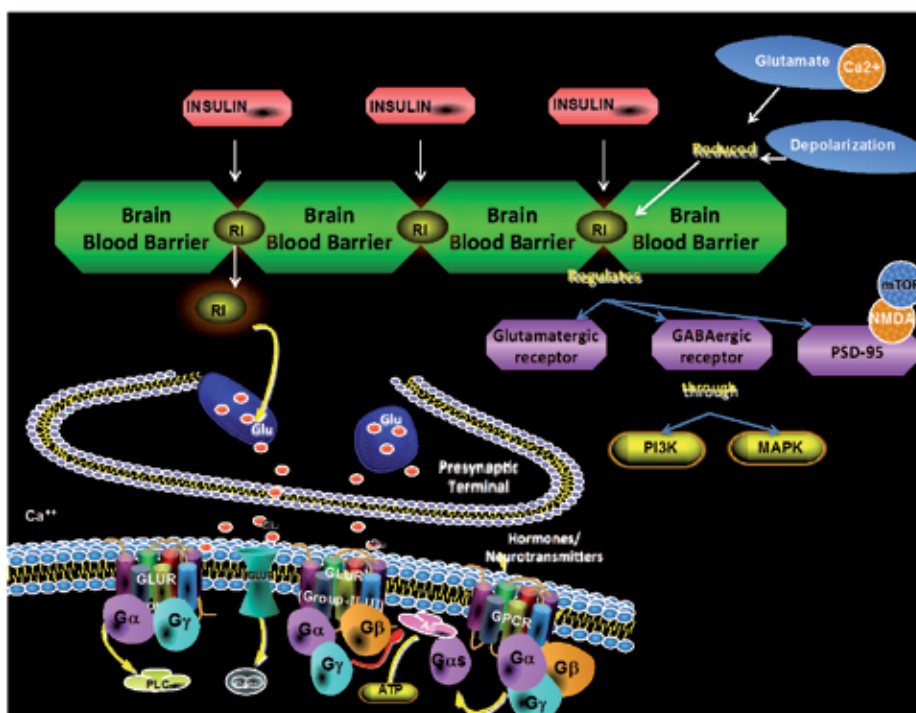 Glutamate
Ca2+
INSULIN
INSULIN
INSULIN
Reduced
Depolarization
Brain
Blood Barrier
RI
Brain
Blood Barrier
RI
Brain
Blood Barrier
RI
Brain
Blood Barrier
Regulates
RI
mTOR
NMDA
Glutamatergic
receptor
GABAergic
receptor
PSD-95
through
PI3K
MAPK
Glu
Glu
Presynaptic
Terminal
Ca++
Hormones/
Neurotransmitters
GLUR
GLUR
GLUR
GPCR
Gα
Gγ
Gα
Gβ
Gγ
Gαs
Gα
Gβ
Gγ
PLC
ATP